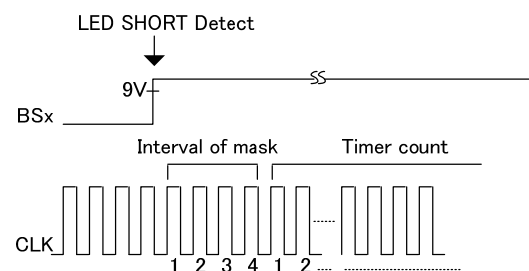 LED SHORT Detect
9V
BSx
Interval of mask Timer count
CLK
1 2 3 4 1 2